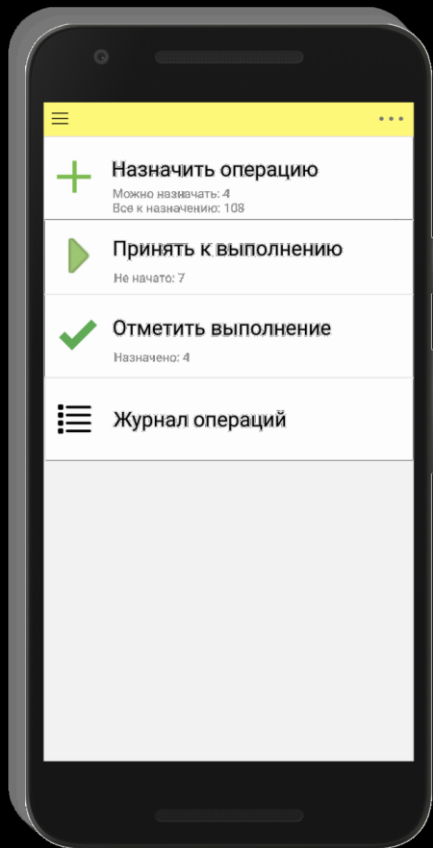 Назначить операцию
Можно назначать: 4
Все к назначению: 108
Принять к выполнению
Не начато: 7
Отметить выполнение
Назначено: 4
Журнал операций